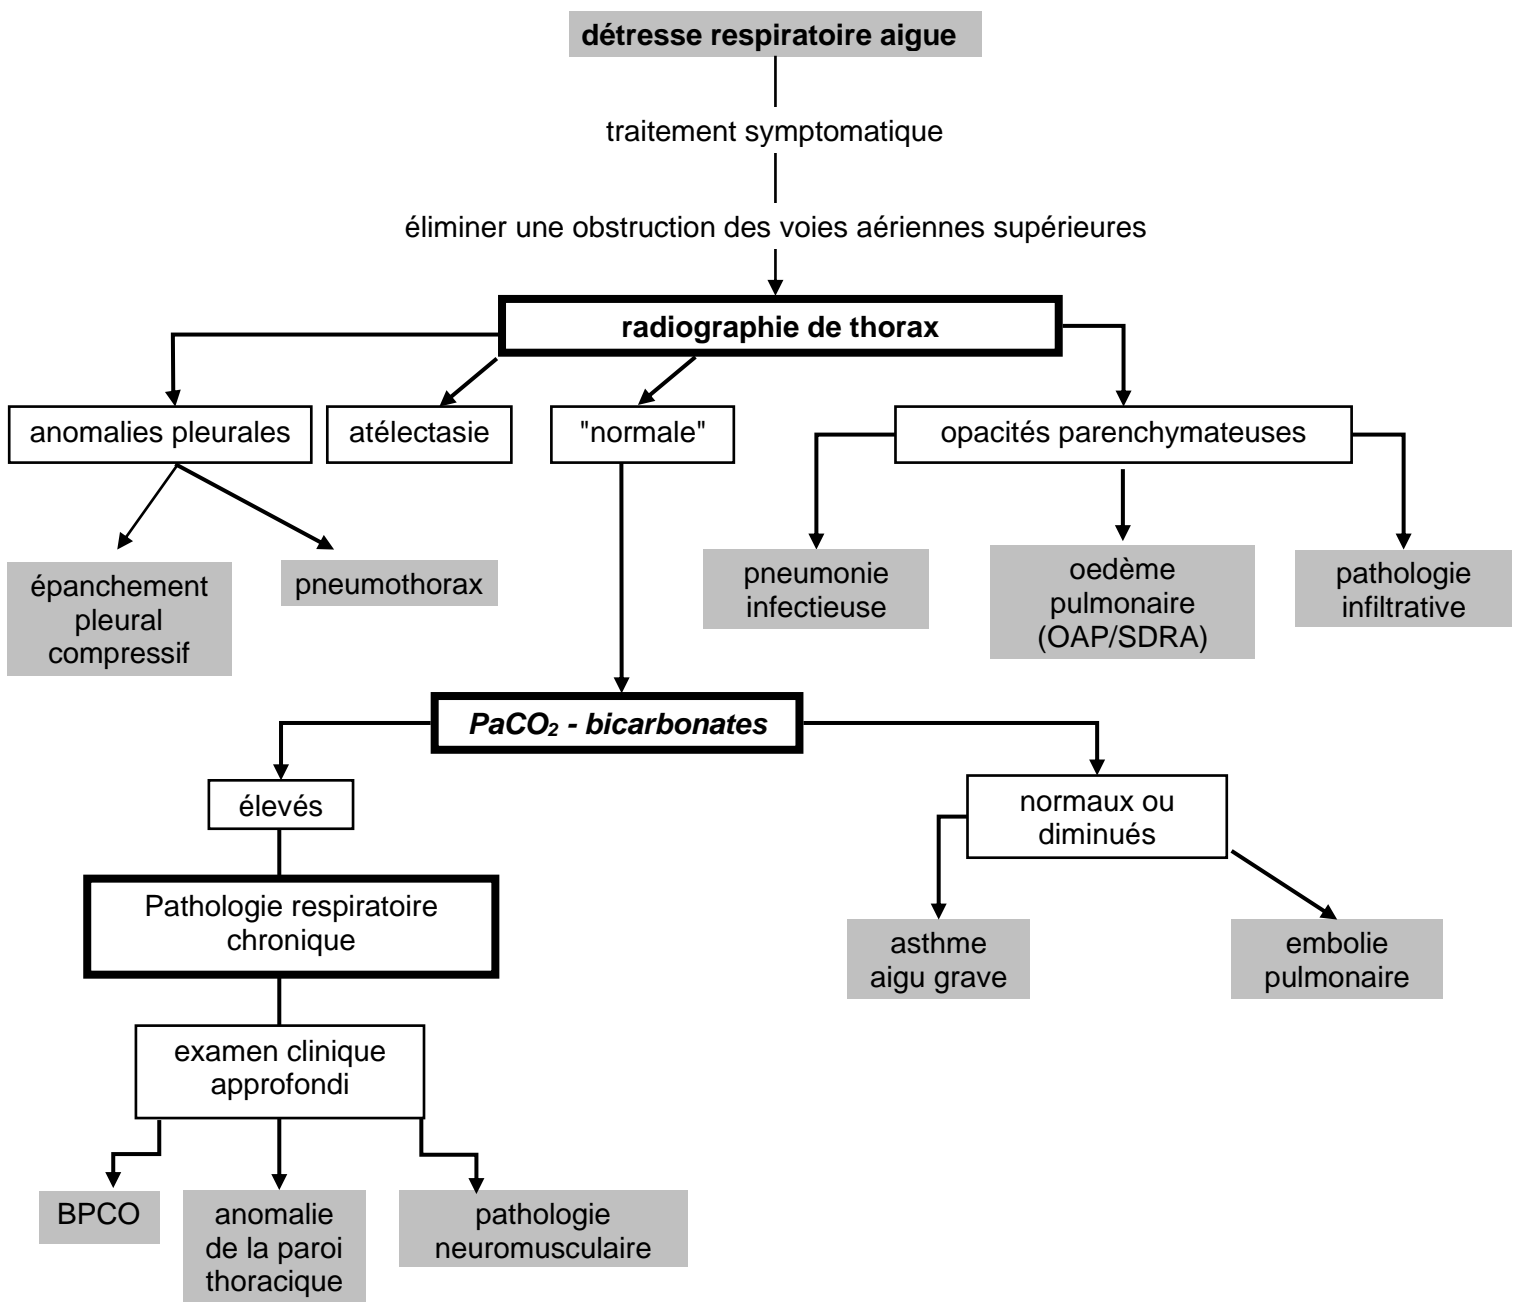 détresse respiratoire aigue
traitement symptomatique
éliminer une obstruction des voies aériennes supérieures
radiographie de thorax
anomalies pleurales
atélectasie
"normale"
opacités parenchymateuses
épanchement
pleural
compressif
pneumothorax
pneumonie
infectieuse
oedème
pulmonaire
(OAP/SDRA)
pathologie
infiltrative
PaCO₂ - bicarbonates
élevés
normaux ou
diminués
Pathologie respiratoire
chronique
asthme
aigu grave
embolie
pulmonaire
examen clinique
approfondi
BPCO
anomalie
de la paroi
thoracique
pathologie
neuromusculaire